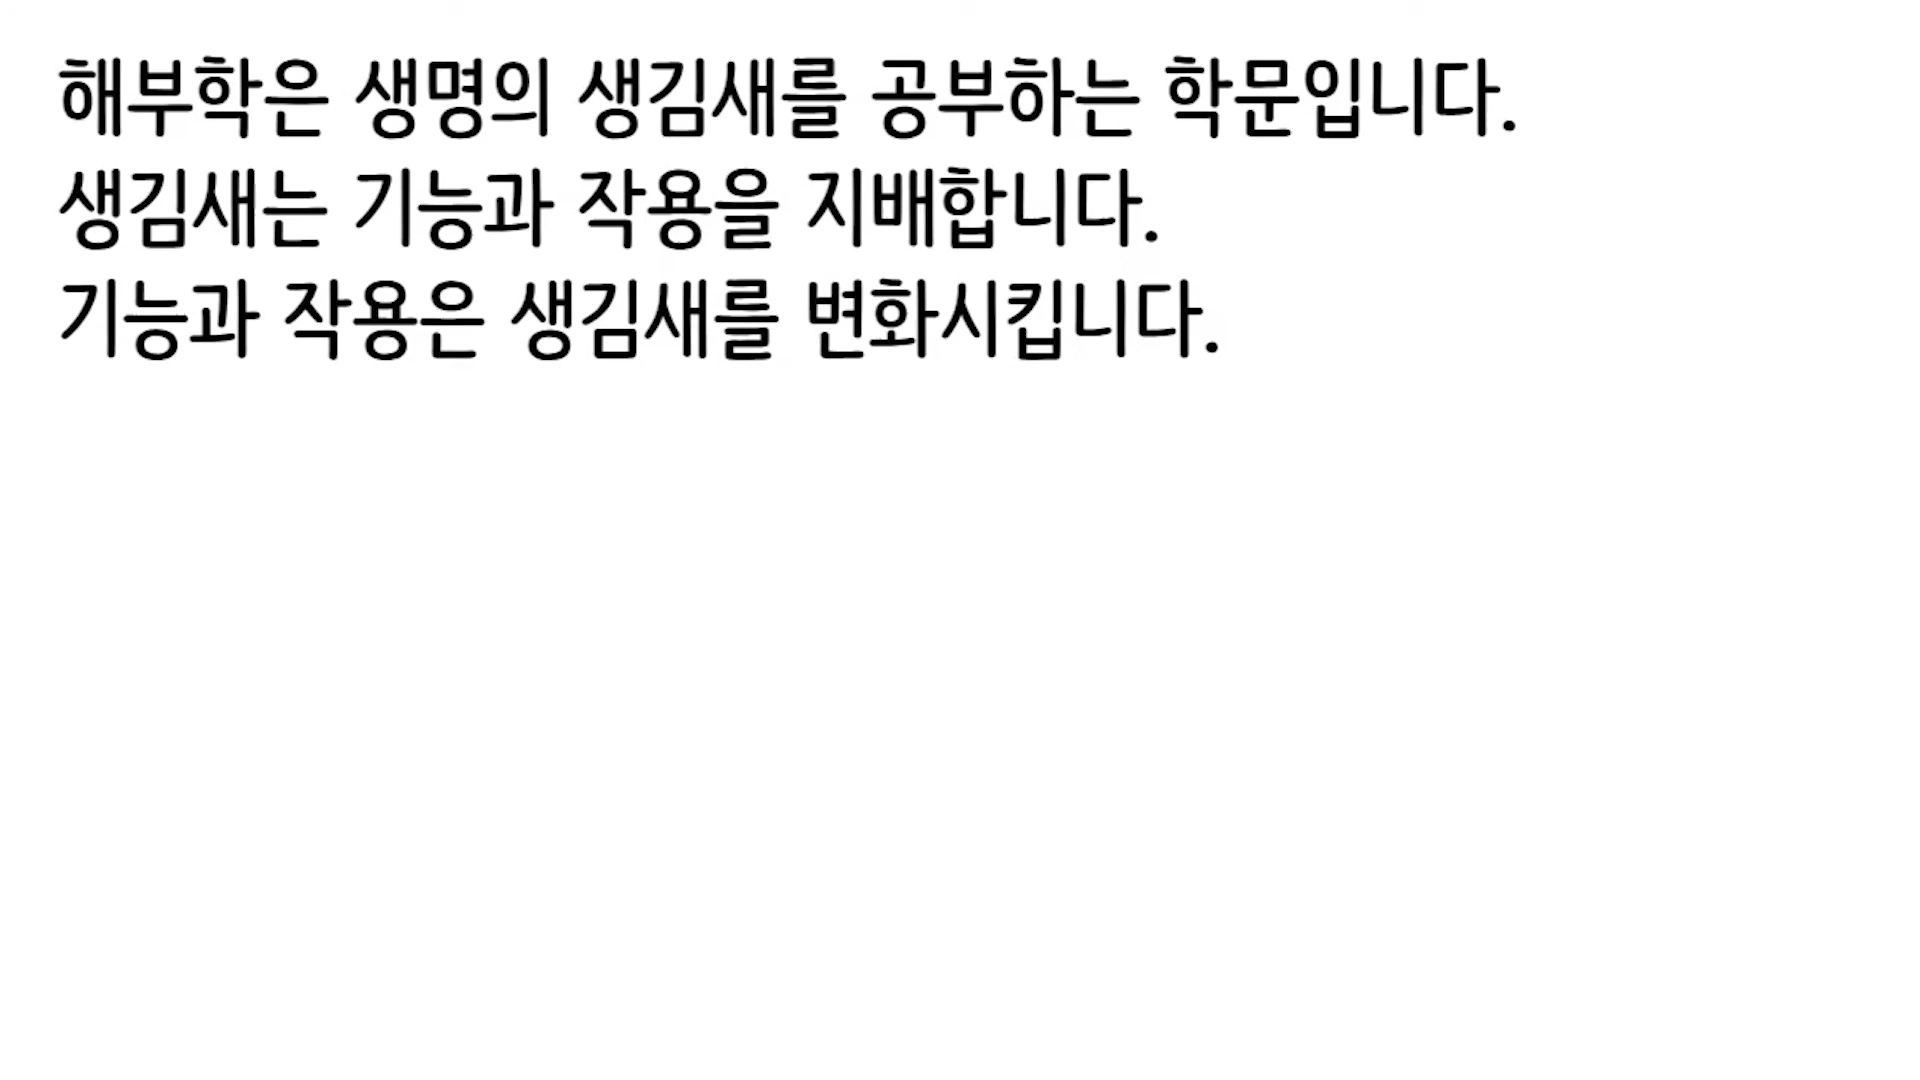 해부학은 생명의 생김새를 공부하는 학문입니다.
생김새는 기능과 작용을 지배합니다.
기능과 작용은 생김새를 변화시킵니다.